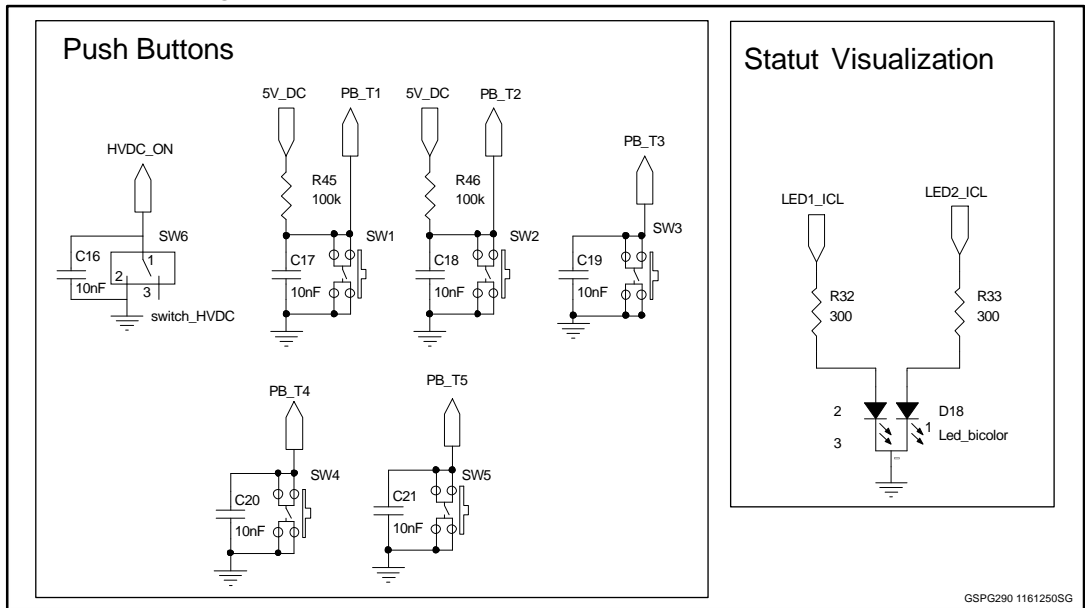 Push Buttons
Statut Visualization
5V_DC
PB_T1
5V_DC
PB_T2
HVDC_ON
PB_T3
R45
100k
R46
100k
LED1_ICL
LED2_ICL
SW6
C16
10nF
1
2
3
switch_HVDC
C17
10nF
SW1
C18
10nF
SW2
C19
10nF
SW3
R32
300
R33
300
PB_T4
PB_T5
C20
10nF
SW4
C21
10nF
SW5
2
3
1
D18
Led_bicolor
GSPG290 1161250SG